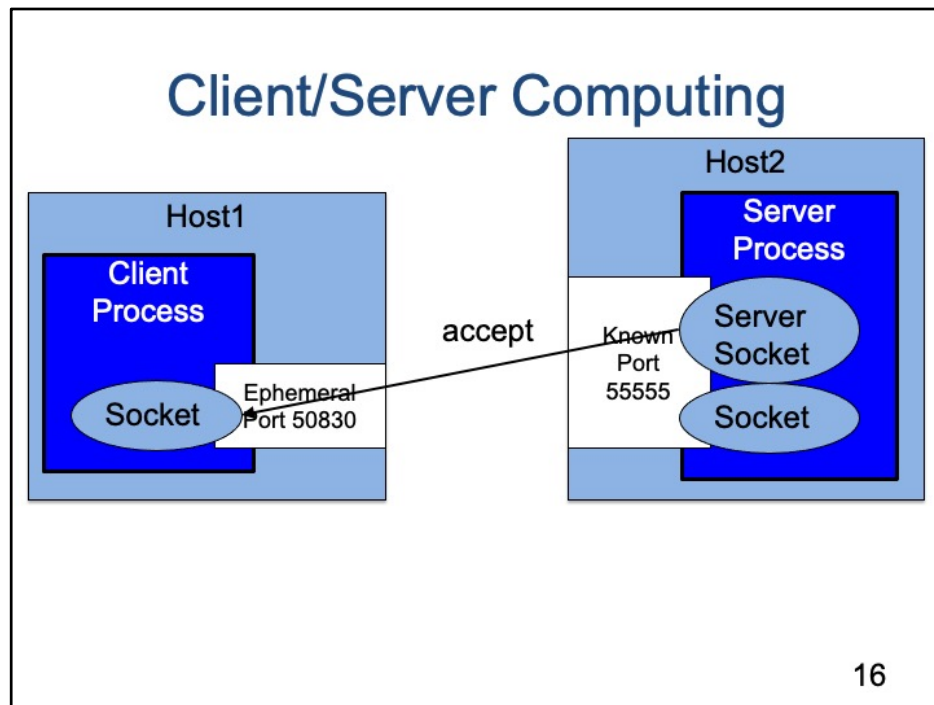 Client/Server Computing
Host1
Client
Process
Socket
Ephemeral
Port 50830
accept
Host2
Server
Process
Known
Port
55555
Server
Socket
Socket
16